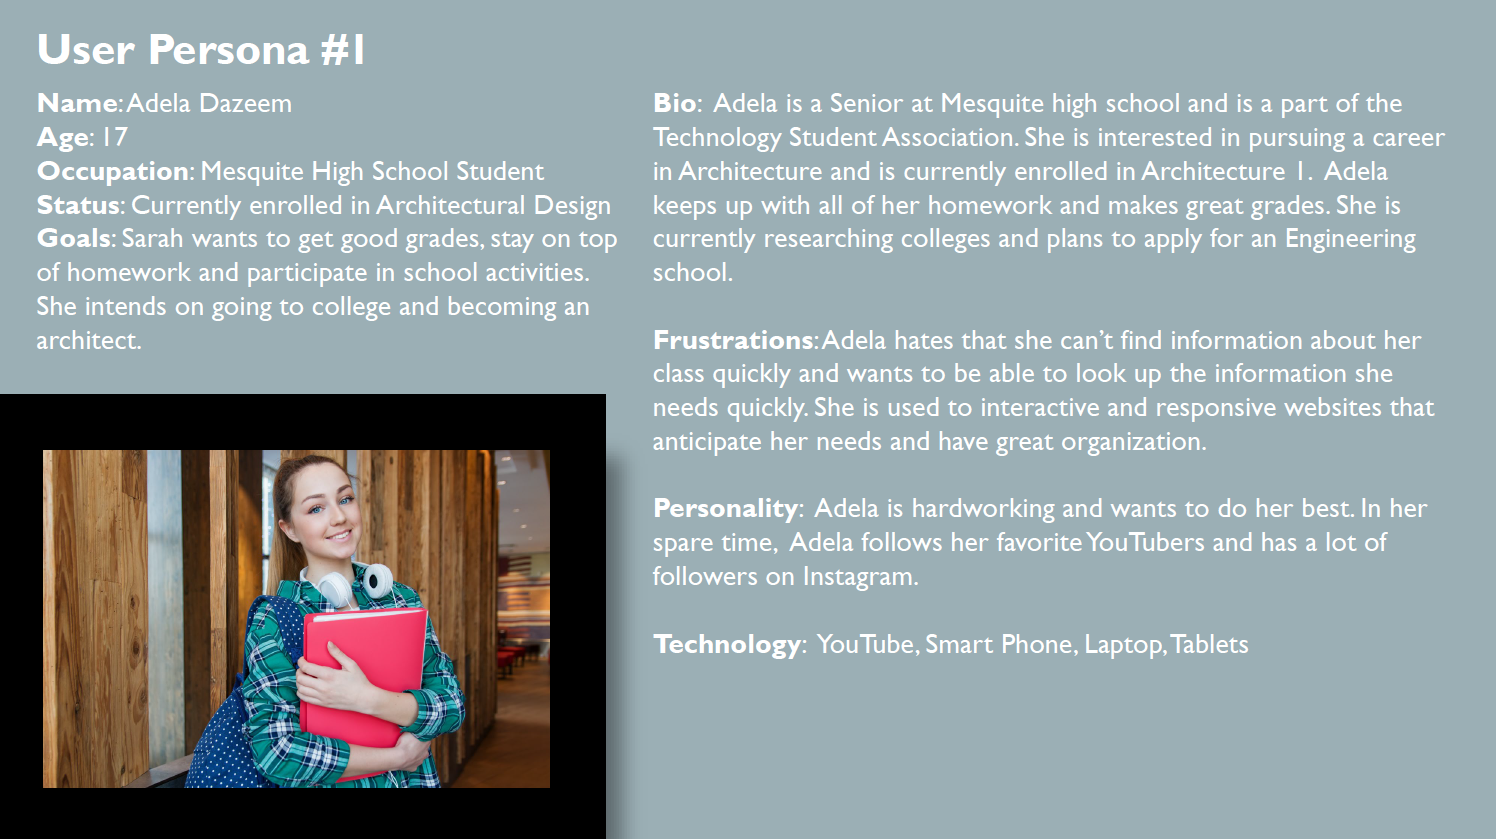 User Persona #1
Name: Adela Dazeem
Age: 17
Occupation: Mesquite High School Student
Status: Currently enrolled in Architectural Design
Goals: Sarah wants to get good grades, stay on top
of homework and participate in school activities.
She intends on going to college and becoming an
architect.
Bio: Adela is a Senior at Mesquite high school and is a part of the
Technology Student Association. She is interested in pursuing a career
in Architecture and is currently enrolled in Architecture 1. Adela
keeps up with all of her homework and makes great grades. She is
currently researching colleges and plans to apply for an Engineering
school.
Frustrations: Adela hates that she can’t find information about her
class quickly and wants to be able to look up the information she
needs quickly. She is used to interactive and responsive websites that
anticipate her needs and have great organization.
Personality: Adela is hardworking and wants to do her best. In her
spare time, Adela follows her favorite YouTubers and has a lot of
followers on Instagram.
Technology: YouTube, Smart Phone, Laptop, Tablets